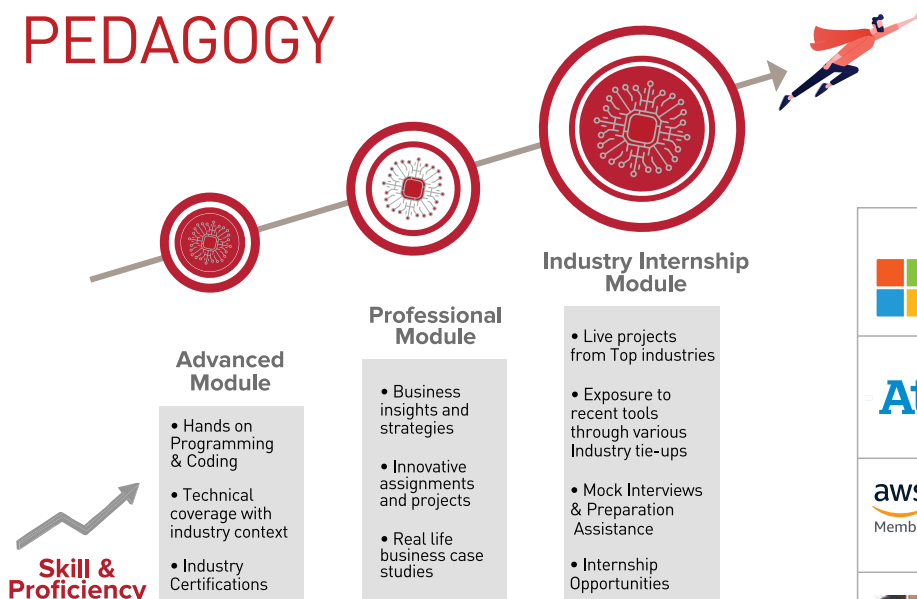 PEDAGOGY
Advanced
Module
• Hands on
Programming
& Coding
• Technical
coverage with
industry context
• Industry
Certifications
Professional
Module
• Business
insights and
strategies
• Innovative
assignments
and projects
• Real life
business case
studies
Industry Internship
Module
• Live projects
from Top industries
• Exposure to
recent tools
through various
Industry tie-ups
• Mock Interviews
& Preparation
Assistance
• Internship
Opportunities
Skill &
Proficiency
aws